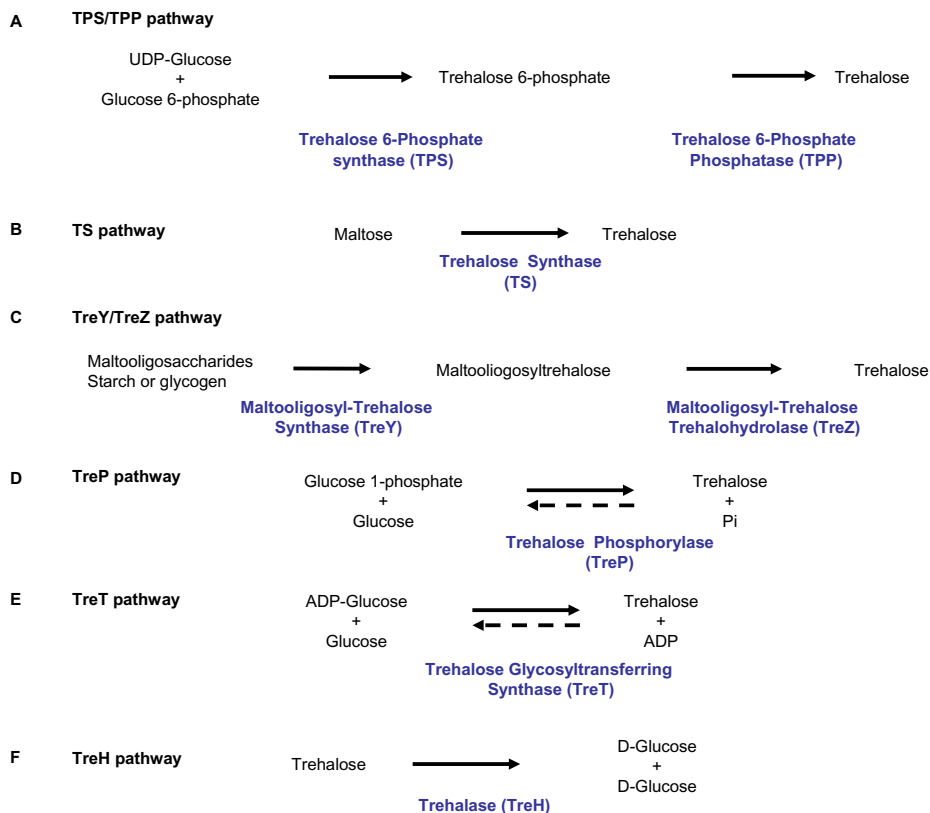 A TPS/TPP pathway
UDP-Glucose
+
Glucose 6-phosphate
Trehalose 6-phosphate
Trehalose
Trehalose 6-Phosphate
synthase (TPS)
Trehalose 6-Phosphate
Phosphatase (TPP)
B TS pathway
Maltose
Trehalose
Trehalose Synthase
(TS)
C TreY/TreZ pathway
Maltooligosaccharides
Starch or glycogen
Maltooliogosyltrehalose
Trehalose
Maltooligosyl-Trehalose
Synthase (TreY)
Maltooligosyl-Trehalose
Trehalohydrolase (TreZ)
D TreP pathway
Glucose 1-phosphate
+
Glucose
Trehalose
+
Pi
Trehalose Phosphorylase
(TreP)
E TreT pathway
ADP-Glucose
+
Glucose
Trehalose
+
ADP
Trehalose Glycosyltransferring
Synthase (TreT)
F TreH pathway
Trehalose
D-Glucose
+
D-Glucose
Trehalase (TreH)